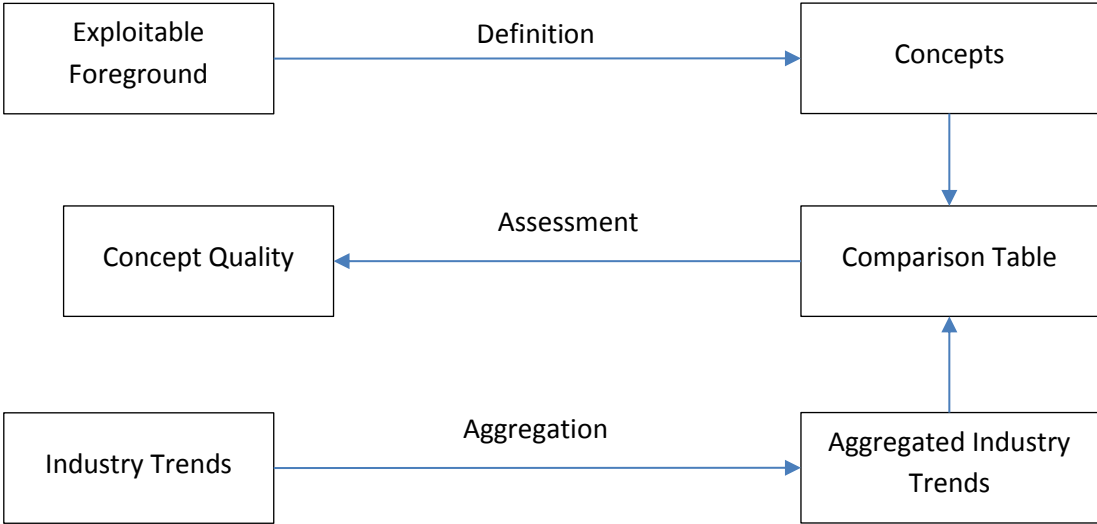 Exploitable
Foreground
Definition
Concepts
Concept Quality
Assessment
Comparison Table
Industry Trends
Aggregation
Aggregated Industry
Trends